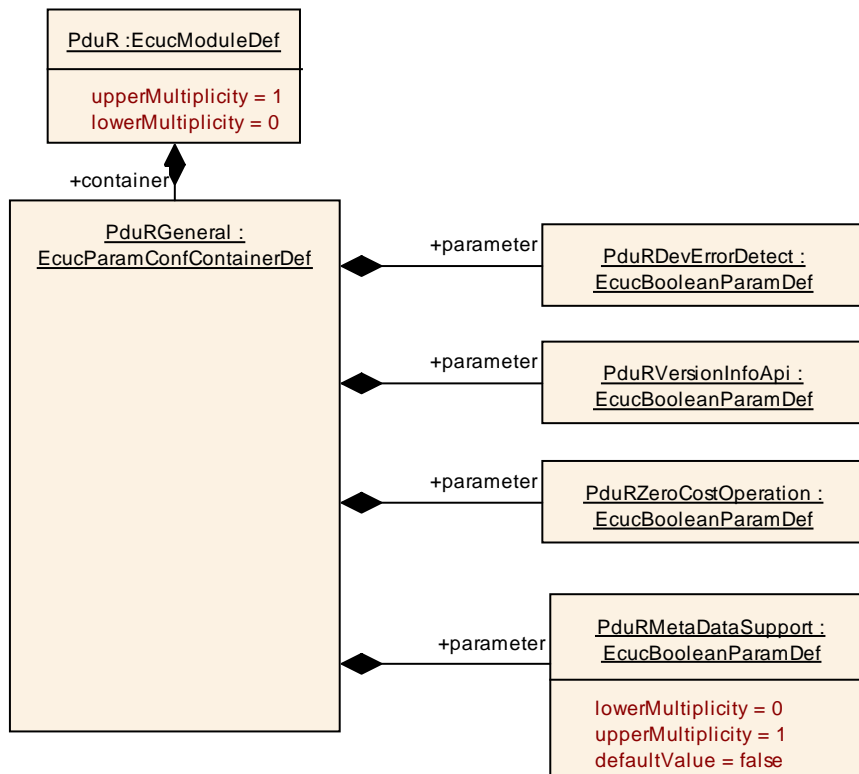 PduR :EcucModuleDef
upperMultiplicity = 1
lowerMultiplicity = 0
+container
PduRGeneral :
EcucParamConfContainerDef
+parameter
PduRDevErrorDetect :
EcucBooleanParamDef
+parameter
PduRVersionInfoApi :
EcucBooleanParamDef
+parameter
PduRZeroCostOperation :
EcucBooleanParamDef
+parameter
PduRMetaDataSupport :
EcucBooleanParamDef
lowerMultiplicity = 0
upperMultiplicity = 1
defaultValue = false